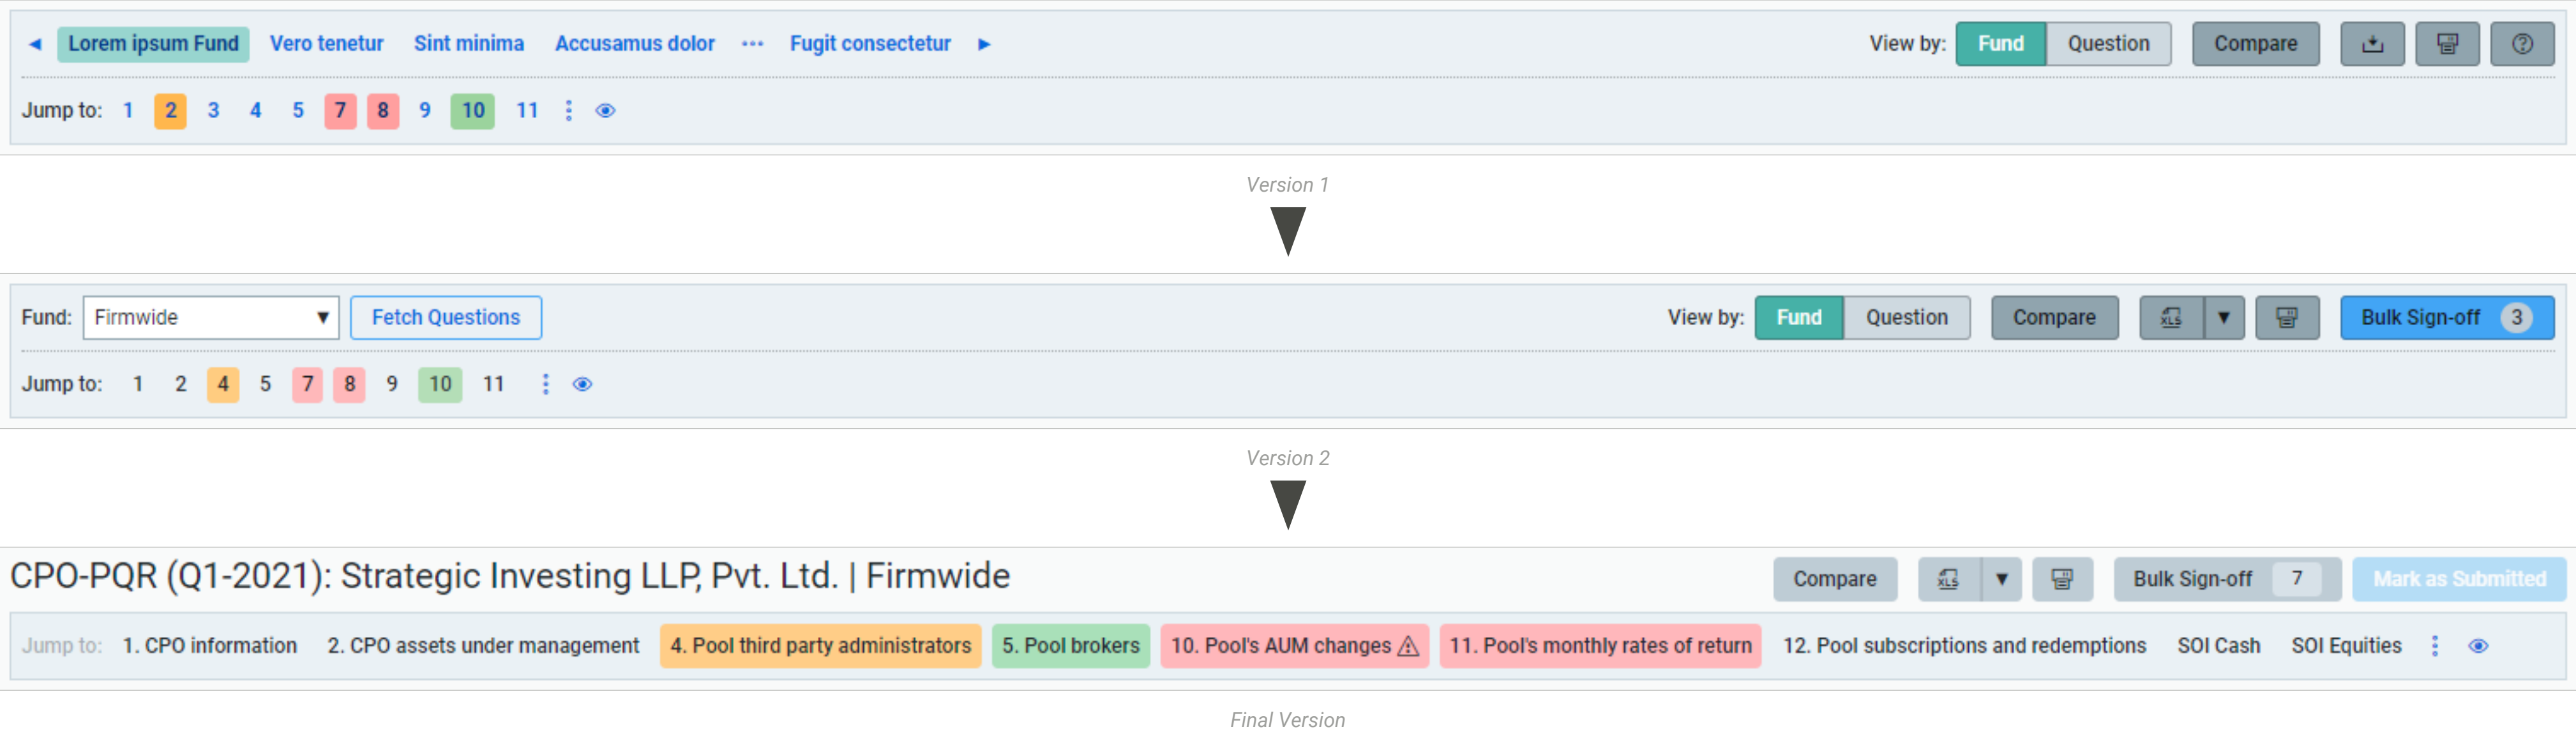 ◄ Lorem ipsum Fund Vero tenetur Sint minima Accusamus dolor ••• Fugit consectetur ► View by: Fund Question Compare
Jump to: 1 2 3 4 5 7 8 9 10 11
Version 1
Fund: Firmwide ▼ Fetch Questions View by: Fund Question Compare XLS ▼ Bulk Sign-off 3
Jump to: 1 2 4 5 7 8 9 10 11
Version 2
CPO-PQR (Q1-2021): Strategic Investing LLP, Pvt. Ltd. | Firmwide Compare XLS ▼ Bulk Sign-off 7 Mark as Submitted
Jump to: 1. CPO information 2. CPO assets under management 4. Pool third party administrators 5. Pool brokers 10. Pool's AUM changes 11. Pool's monthly rates of return 12. Pool subscriptions and redemptions SOI Cash SOI Equities
Final Version